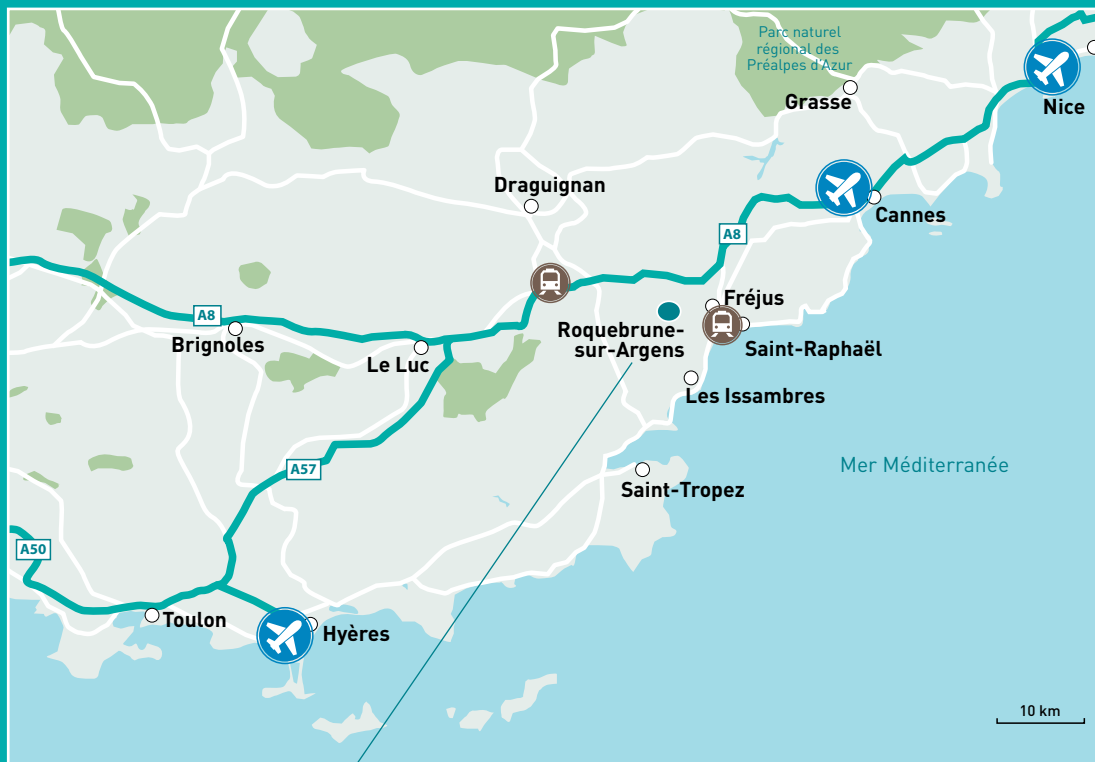 Parc naturel
régional des
Préalpes d'Azur
Grasse
Nice
Draguignan
Cannes
A8
Fréjus
A8
Roquebrune-
sur-Argens
Brignoles
Le Luc
Saint-Raphaël
Les Issambres
A57
Mer Méditerranée
Saint-Tropez
A50
Toulon
Hyères
10 km